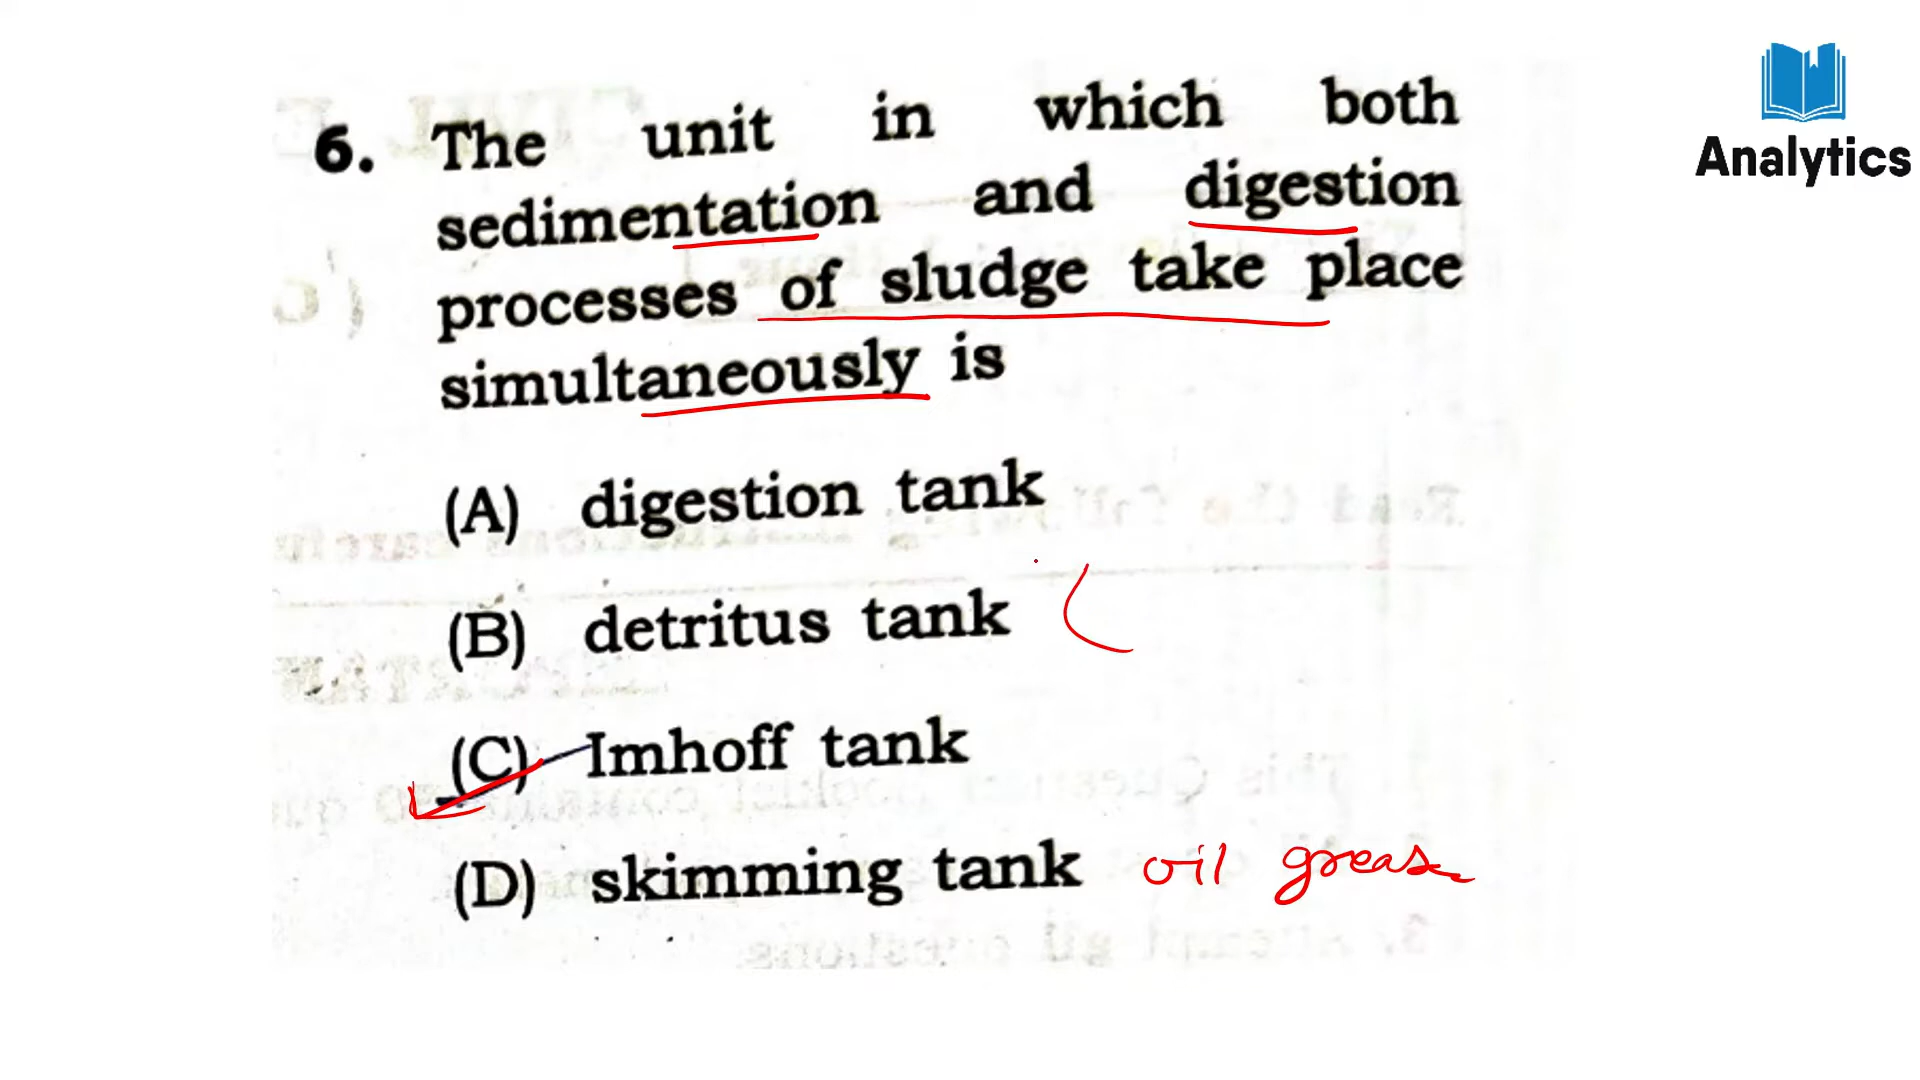 Analytics
6. The unit in which both
sedimentation and digestion
processes of sludge take place
simultaneously is
(A) digestion tank
(B) detritus tank
(C) Imhoff tank
(D) skimming tank oil grease